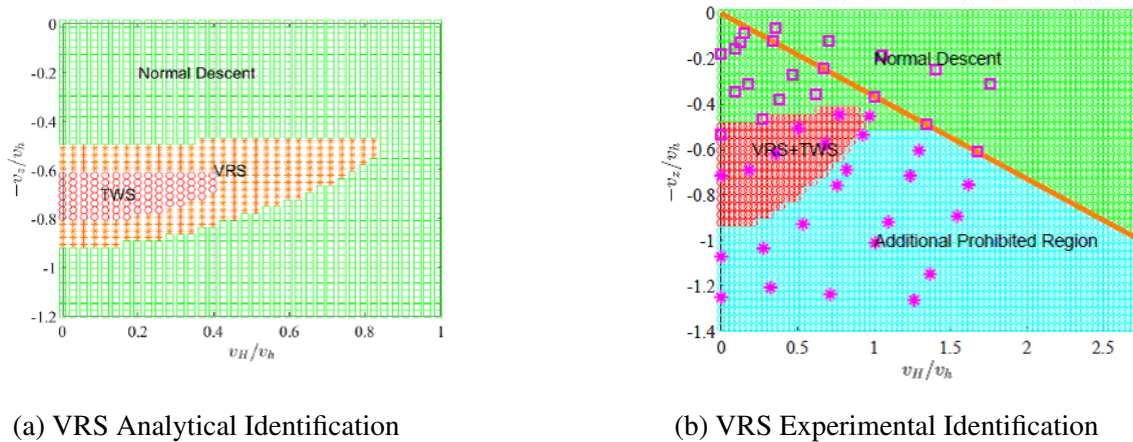 0
-0.2
-0.4
-0.6
-0.8
-1
-1.2
−v_z/v_h
Normal Descent
VRS
TWS
0 0.2 0.4 0.6 0.8 1
v_H/v_h
(a) VRS Analytical Identification
0
-0.2
-0.4
-0.6
-0.8
-1
-1.2
-1.4
−v_z/v_h
Normal Descent
VRS+TWS
Additional Prohibited Region
0 0.5 1 1.5 2 2.5
v_H/v_h
(b) VRS Experimental Identification